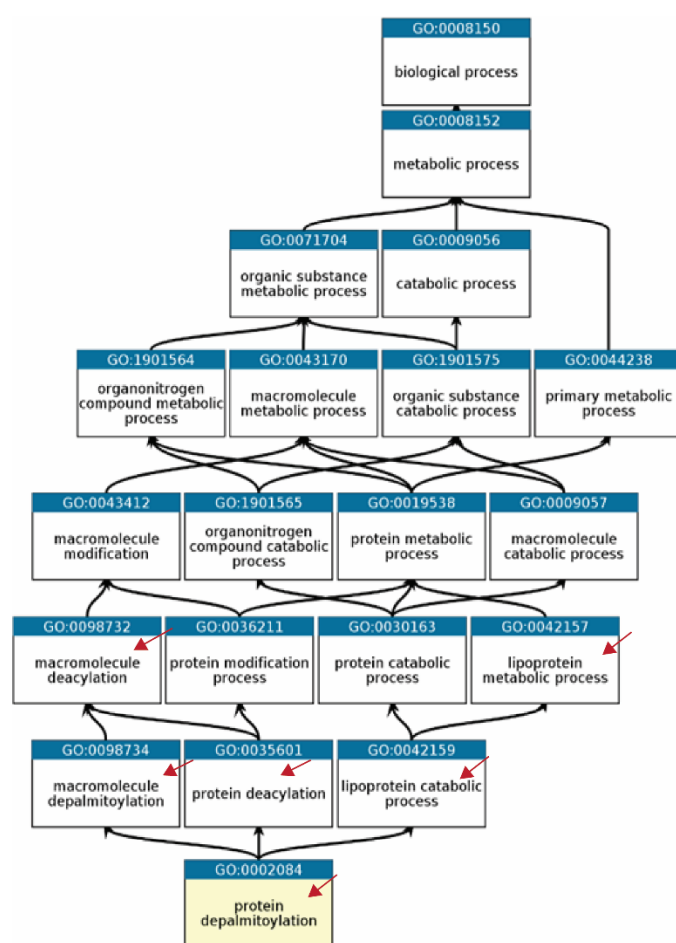 GO:0008150
biological process
GO:0008152
metabolic process
GO:0071704
organic substance
metabolic process
GO:0009056
catabolic process
GO:1901564
organonitrogen
compound metabolic
process
GO:0043170
macromolecule
metabolic process
GO:1901575
organic substance
catabolic process
GO:0044238
primary metabolic
process
GO:0043412
macromolecule
modification
GO:1901565
organonitrogen
compound catabolic
process
GO:0019538
protein metabolic
process
GO:0009057
macromolecule
catabolic process
GO:0098732
macromolecule
deacylation
GO:0036211
protein modification
process
GO:0030163
protein catabolic
process
GO:0042157
lipoprotein
metabolic process
GO:0098734
macromolecule
depalmitoylation
GO:0035601
protein deacylation
GO:0042159
lipoprotein catabolic
process
GO:0002084
protein
depalmitoylation